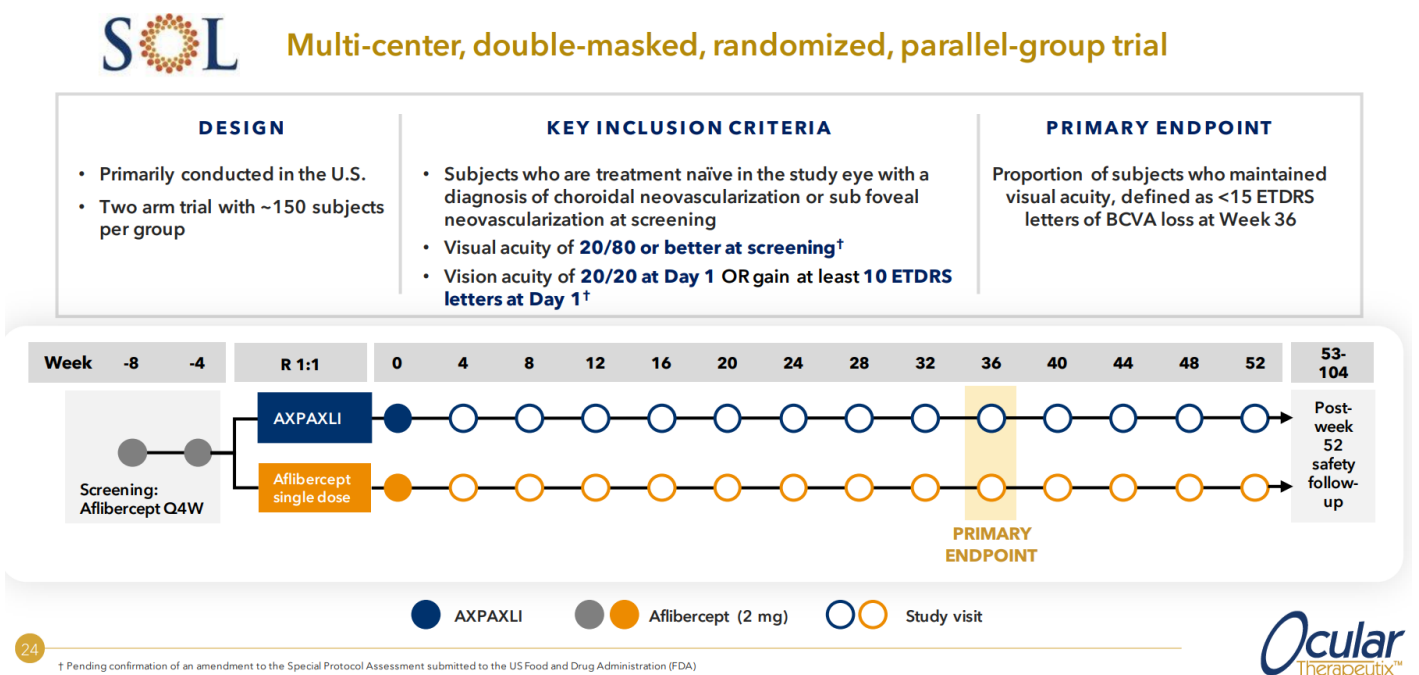 SOL
Multi-center, double-masked, randomized, parallel-group trial
DESIGN
• Primarily conducted in the U.S.
• Two arm trial with ~150 subjects
per group
KEY INCLUSION CRITERIA
• Subjects who are treatment naïve in the study eye with a
diagnosis of choroidal neovascularization or sub foveal
neovascularization at screening
• Visual acuity of 20/80 or better at screening†
• Vision acuity of 20/20 at Day 1 OR gain at least 10 ETDRS
letters at Day 1†
PRIMARY ENDPOINT
Proportion of subjects who maintained
visual acuity, defined as <15 ETDRS
letters of BCVA loss at Week 36
Week -8 -4 R 1:1 0 4 8 12 16 20 24 28 32 36 40 44 48 52
53-
104
Screening:
Aflibercept Q4W
AXPAXLI
Aflibercept
single dose
PRIMARY
ENDPOINT
Post-
week
52
safety
follow-
up
AXPAXLI
Aflibercept (2 mg)
Study visit
24
† Pending confirmation of an amendment to the Special Protocol Assessment submitted to the US Food and Drug Administration (FDA)
Ocular
Therapeutix™